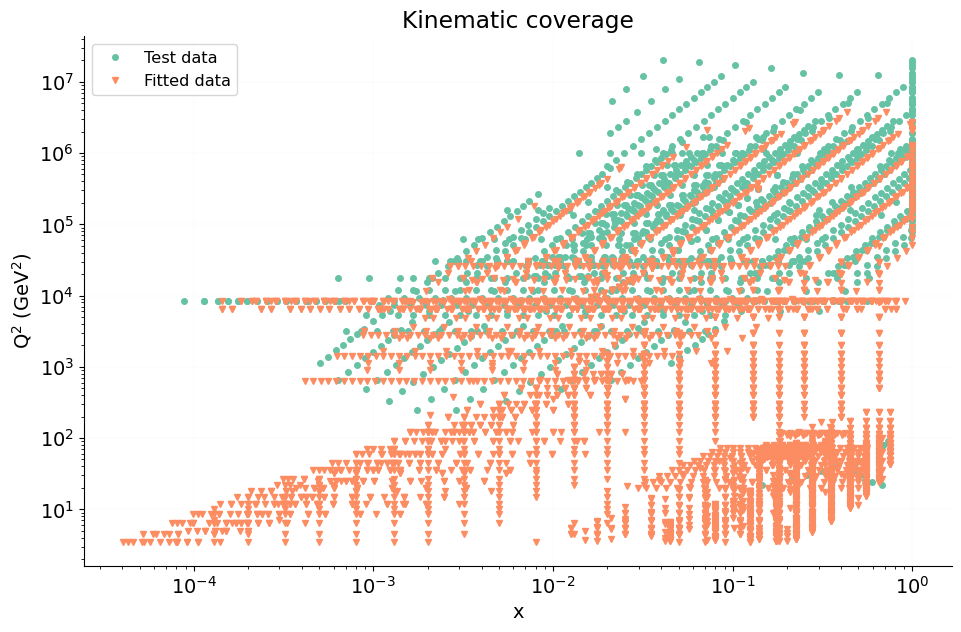 Kinematic coverage
Test data
Fitted data
Q² (GeV²)
10⁷
10⁶
10⁵
10⁴
10³
10²
10¹
10⁻⁴
10⁻³
10⁻²
10⁻¹
10⁰
x